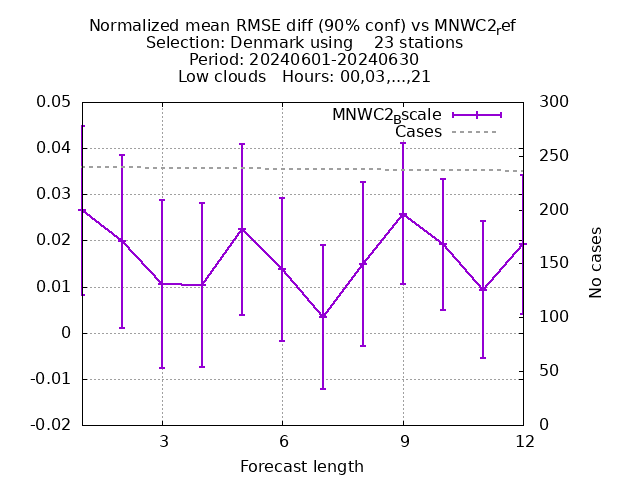 Normalized mean RMSE diff (90% conf) vs MNWC2_ref
Selection: Denmark using    23 stations
Period: 20240601-20240630
Low clouds   Hours: 00,03,...,21
MNWC2_Bscale
Cases
0.05
0.04
0.03
0.02
0.01
0
-0.01
-0.02
300
250
200
150
100
50
0
No cases
3
6
9
12
Forecast length